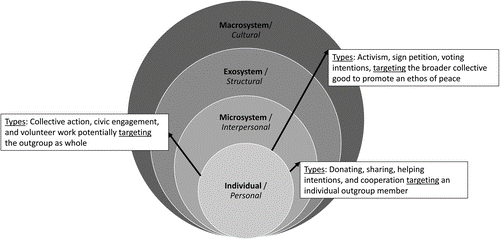 Macrosystem /
Cultural
Types: Activism, sign petition, voting
intentions, targeting the broader collective
good to promote an ethos of peace
Exosystem /
Structural
Types: Collective action, civic engagement,
and volunteer work potentially targeting
the outgroup as whole
Microsystem /
Interpersonal
Types: Donating, sharing, helping
intentions, and cooperation targeting an
individual outgroup member
Individual /
Personal